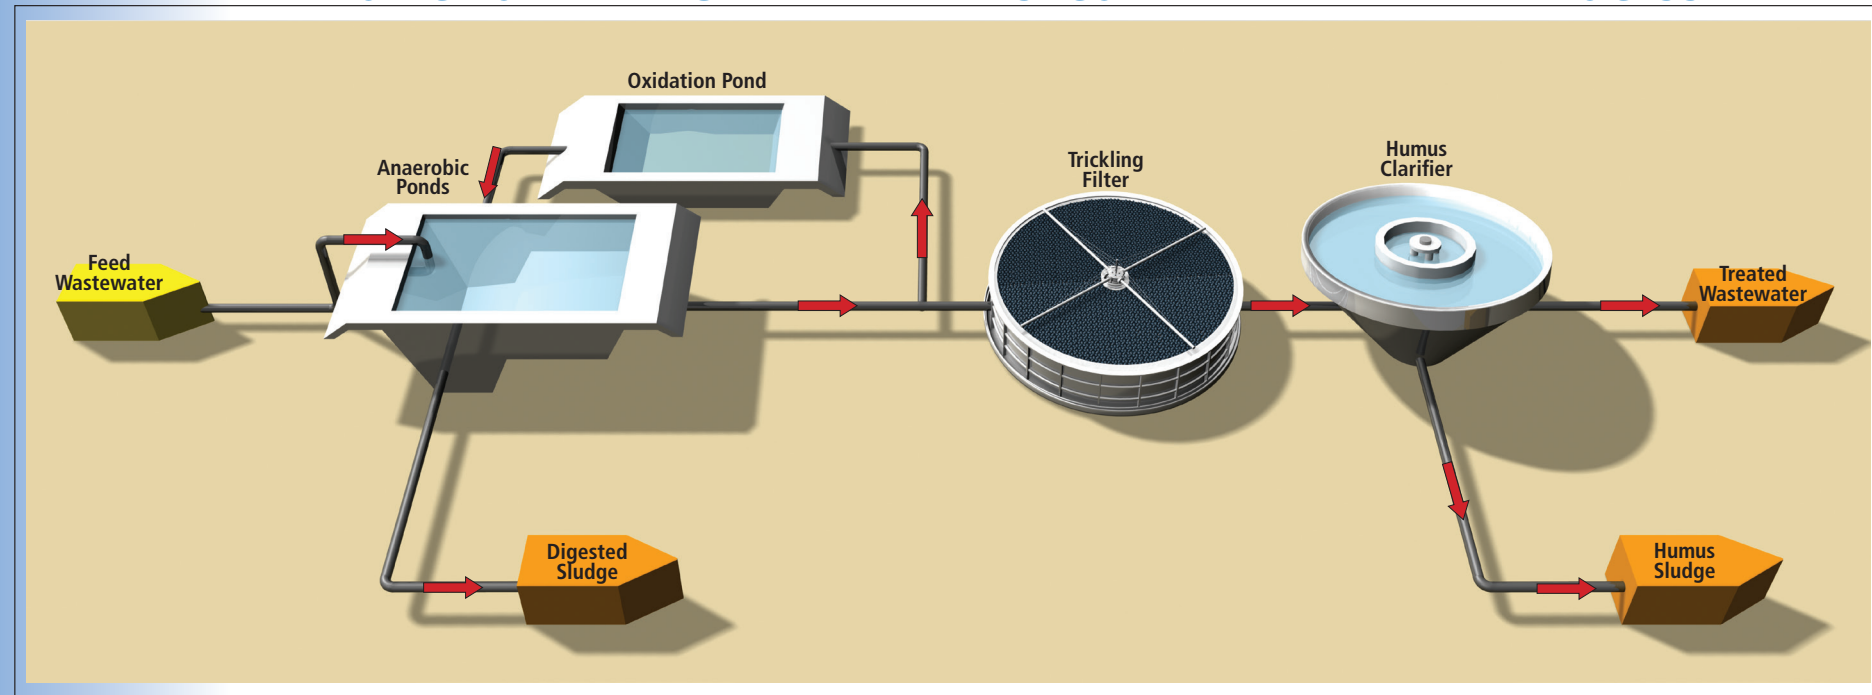 Oxidation Pond
Anaerobic
Ponds
Trickling
Filter
Humus
Clarifier
Feed
Wastewater
Treated
Wastewater
Digested
Sludge
Humus
Sludge